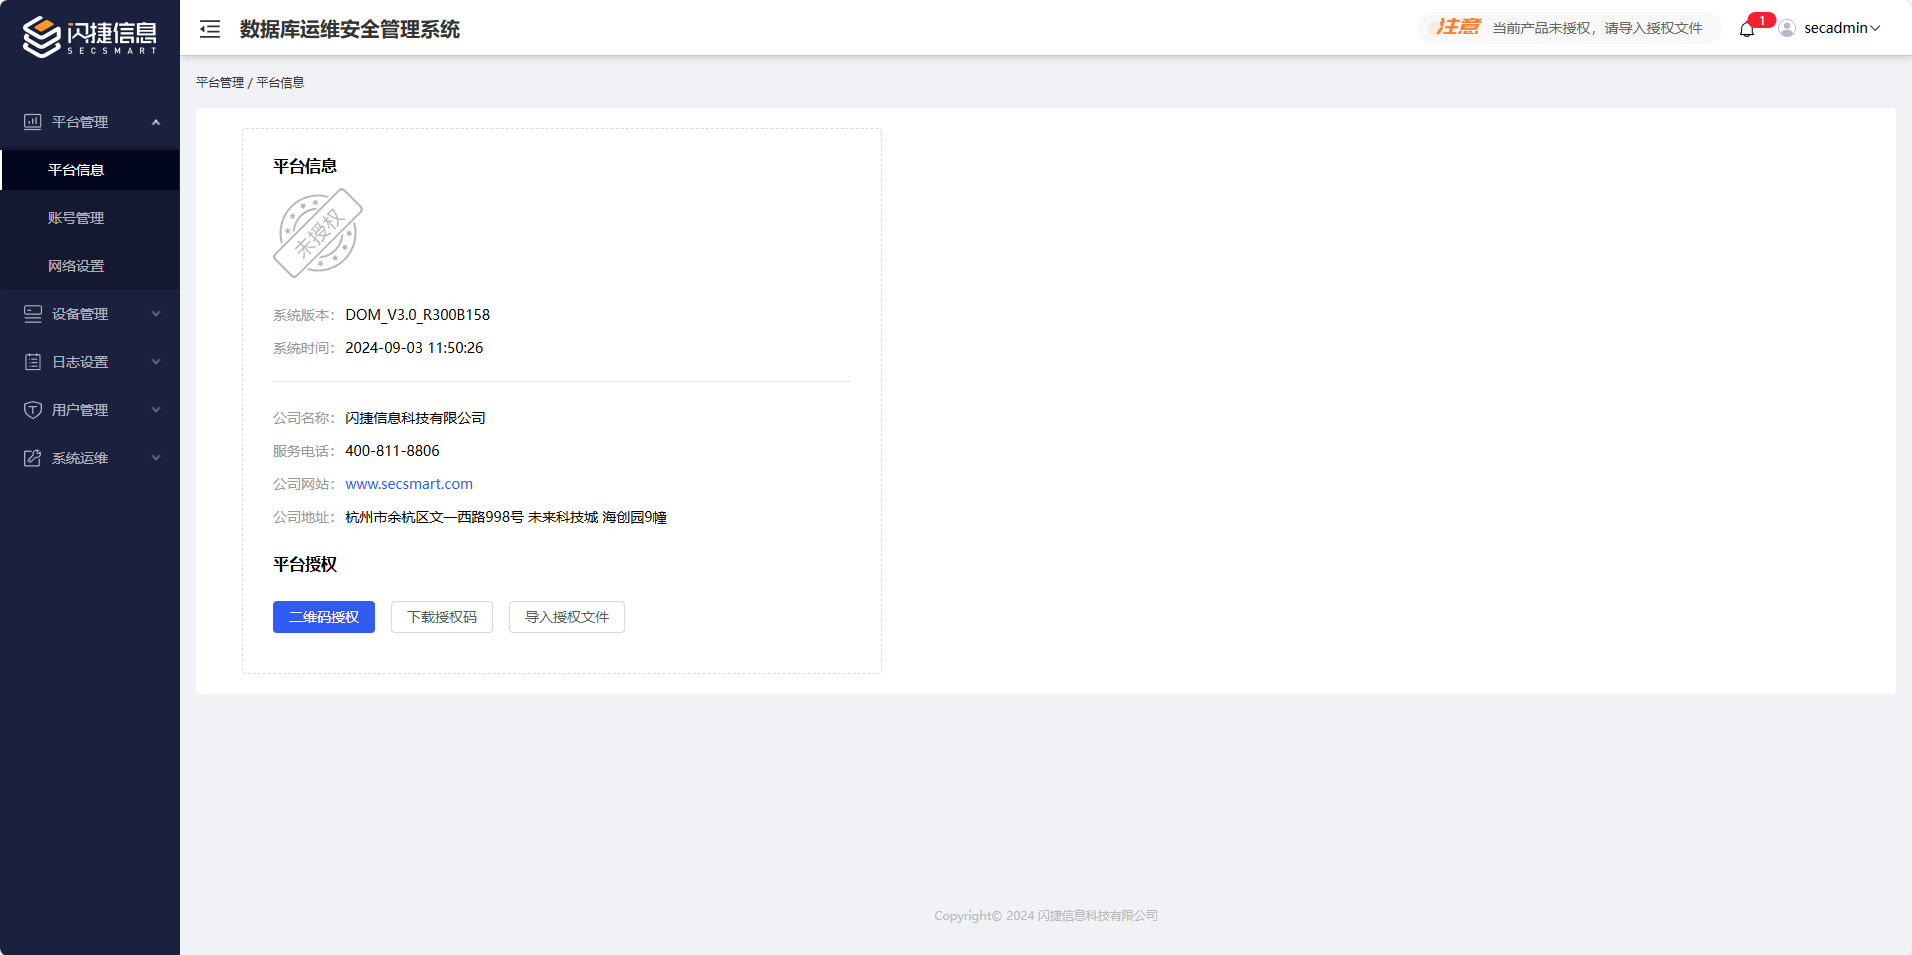 闪捷信息
SECSMART
数据库运维安全管理系统
注意 当前产品未授权，请导入授权文件
1
secadmin
平台管理 / 平台信息
平台管理
平台信息
账号管理
网络设置
设备管理
日志设置
用户管理
系统运维
平台信息
未授权
系统版本： DOM_V3.0_R300B158
系统时间： 2024-09-03 11:50:26
公司名称： 闪捷信息科技有限公司
服务电话： 400-811-8806
公司网站： www.secsmart.com
公司地址： 杭州市余杭区文一西路998号 未来科技城 海创园9幢
平台授权
二维码授权 下载授权码 导入授权文件
Copyright© 2024 闪捷信息科技有限公司